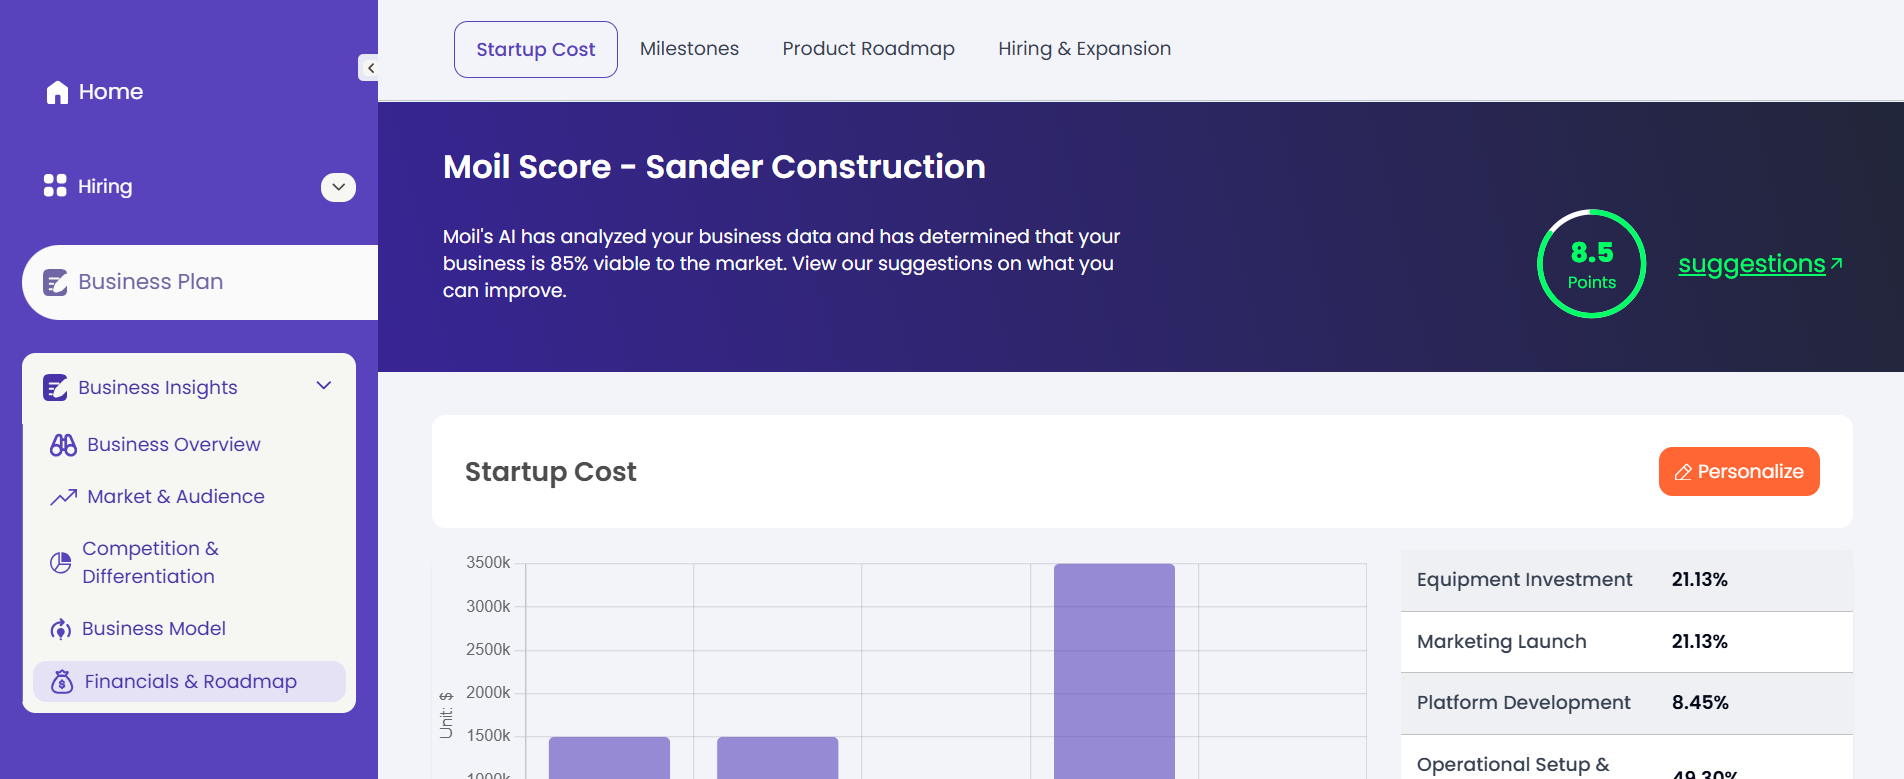 Home
Hiring
Business Plan
Business Insights
Business Overview
Market & Audience
Competition &
Differentiation
Business Model
Financials & Roadmap
Startup Cost
Milestones
Product Roadmap
Hiring & Expansion
Moil Score - Sander Construction
Moil's AI has analyzed your business data and has determined that your
business is 85% viable to the market. View our suggestions on what you
can improve.
8.5
Points
suggestions
Startup Cost
Personalize
3500k
3000k
2500k
2000k
1500k
1000k
Unit: $
Equipment Investment 21.13%
Marketing Launch 21.13%
Platform Development 8.45%
Operational Setup &
49.30%